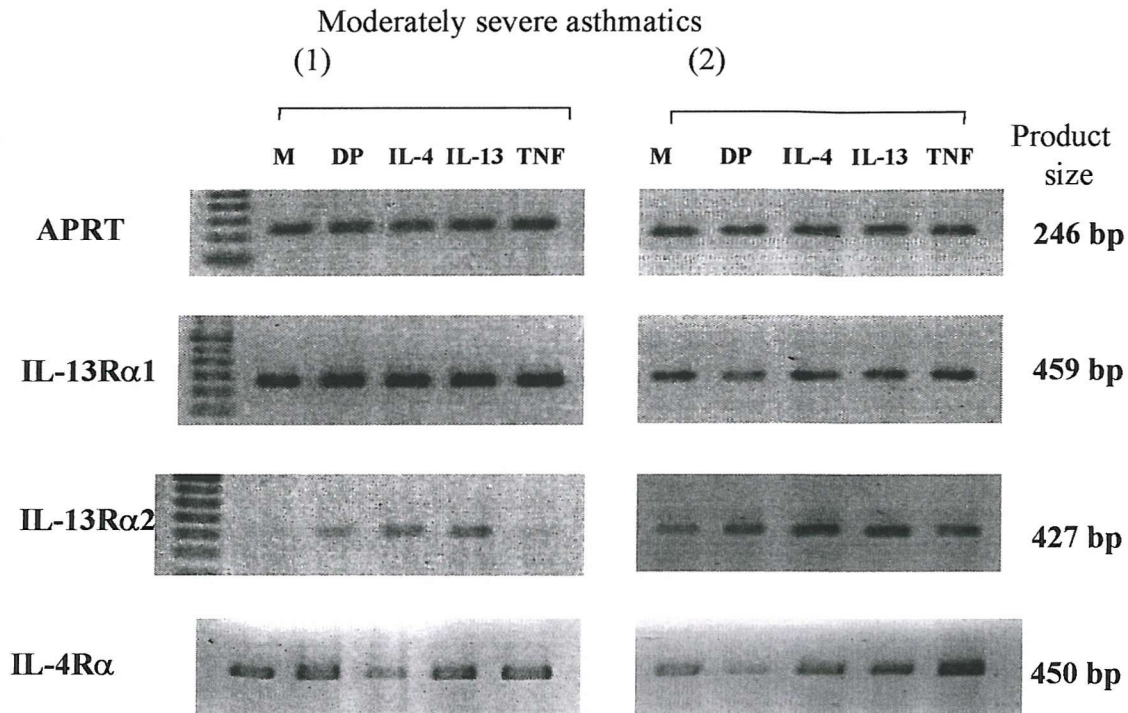 Moderately severe asthmatics
(1) (2)
M DP IL-4 IL-13 TNF M DP IL-4 IL-13 TNF Product size
APRT 246 bp
IL-13Rα1 459 bp
IL-13Rα2 427 bp
IL-4Rα 450 bp